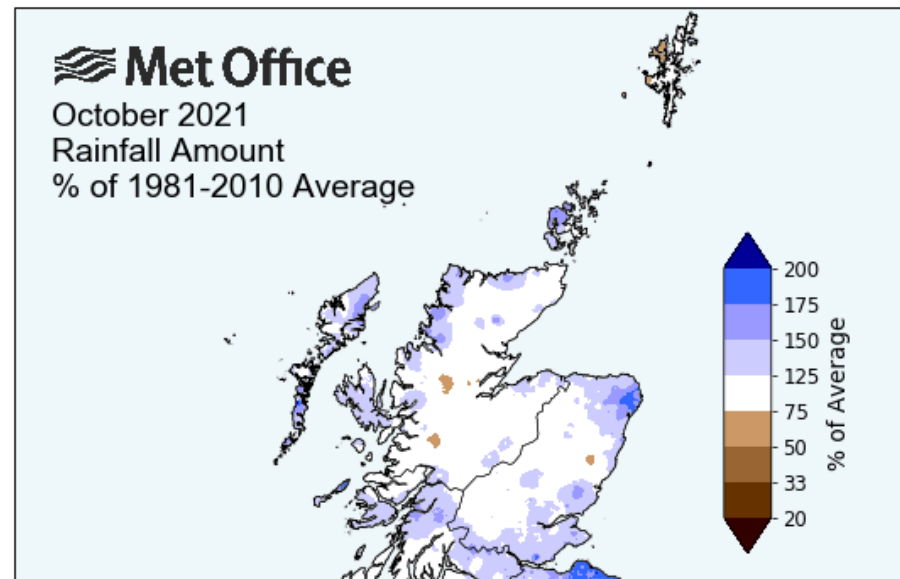 Met Office
October 2021
Rainfall Amount
% of 1981-2010 Average
200
175
150
125
75
50
33
20
% of Average